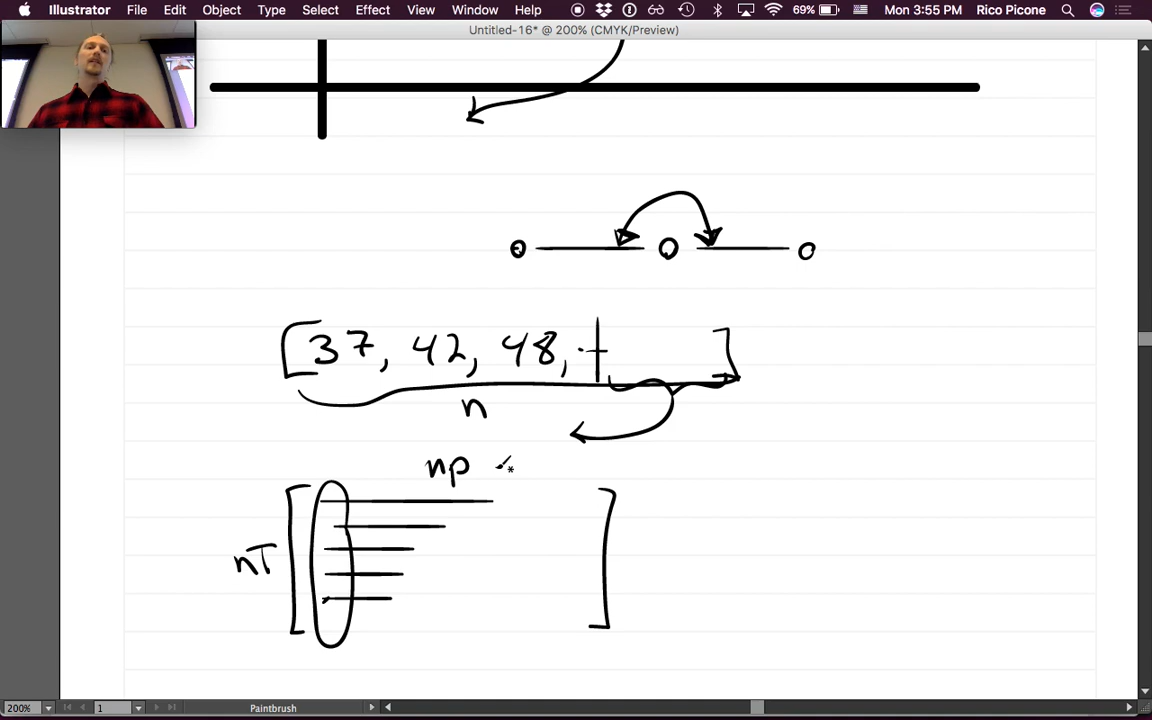 Illustrator File Edit Object Type Select Effect View Window Help 69% Mon 3:55 PM Rico Picone
Untitled-16* @ 200% (CMYK/Preview)
[37, 42, 48, ]
n
np
nT
200% 1 Paintbrush